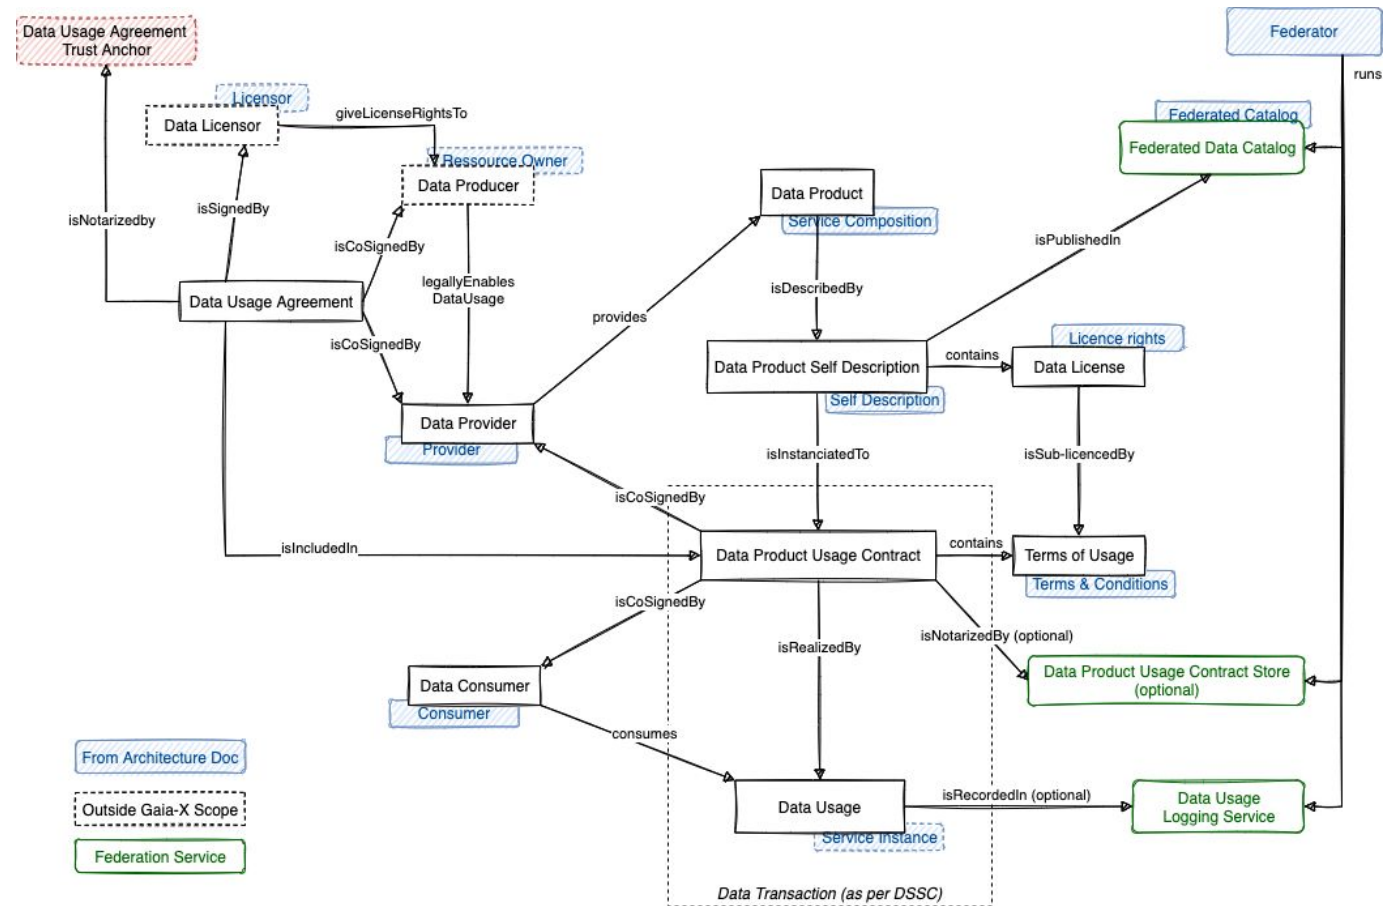 Data Usage Agreement
Trust Anchor
Federator
runs
Licensor
Data Licensor
giveLicenseRightsTo
Federated Catalog
Federated Data Catalog
Ressource Owner
Data Producer
Data Product
Service Composition
isNotarizedby
isSignedBy
isCoSignedBy
isPublishedIn
legallyEnables
DataUsage
isDescribedBy
Data Usage Agreement
provides
isCoSignedBy
Licence rights
Data Product Self Description
contains
Data License
Self Description
Data Provider
Provider
isInstanciatedTo
isSub-licencedBy
isCoSignedBy
isIncludedIn
Data Product Usage Contract
contains
Terms of Usage
Terms & Conditions
isCoSignedBy
isNotarizedBy (optional)
isRealizedBy
Data Product Usage Contract Store
(optional)
Data Consumer
Consumer
consumes
From Architecture Doc
Outside Gaia-X Scope
Federation Service
Data Usage
Service Instance
isRecordedIn (optional)
Data Usage
Logging Service
Data Transaction (as per DSSC)